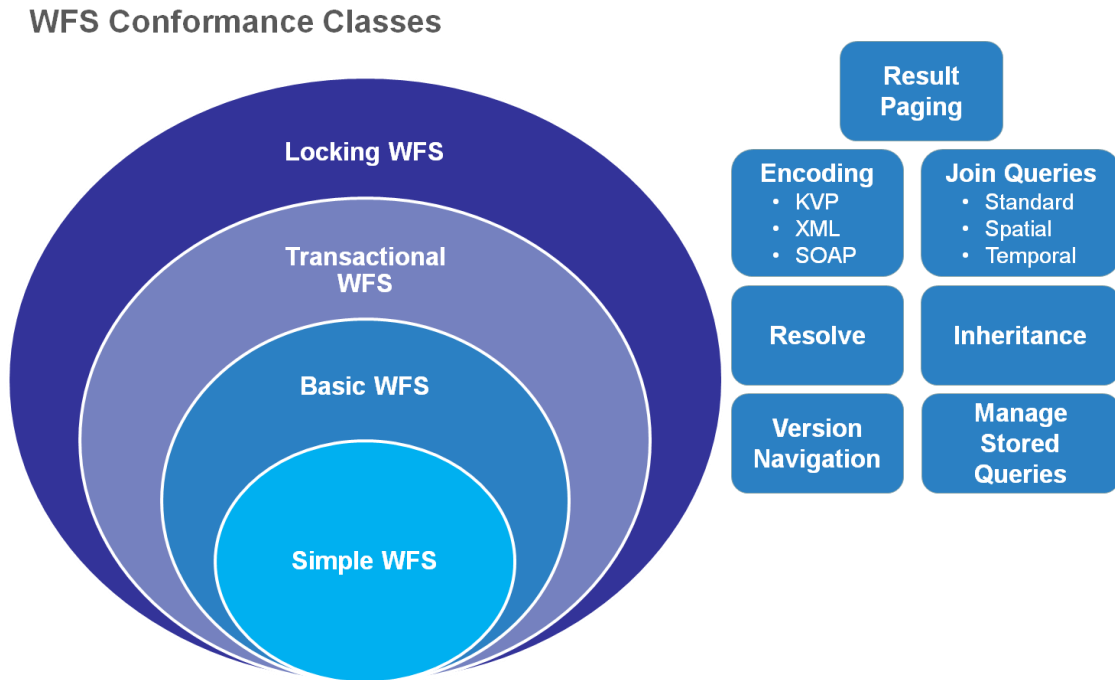 WFS Conformance Classes
Locking WFS
Transactional
WFS
Basic WFS
Simple WFS
Result
Paging
Encoding
• KVP
• XML
• SOAP
Join Queries
• Standard
• Spatial
• Temporal
Resolve
Inheritance
Version
Navigation
Manage
Stored
Queries